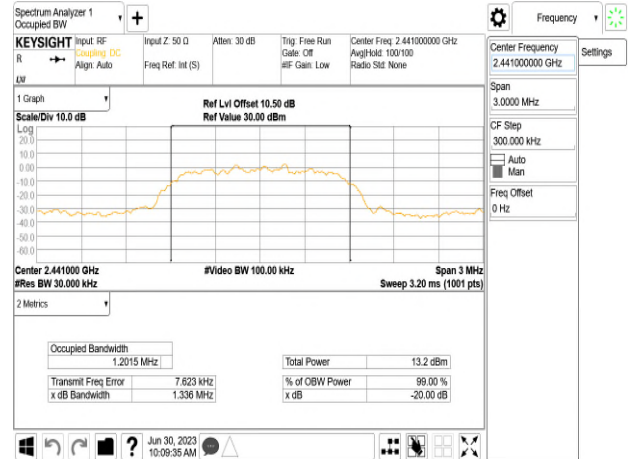 Spectrum Analyzer 1
Occupied BW
+
Frequency
KEYSIGHT
R
Input: RF
Coupling: DC
Align: Auto
Input Z: 50 Ω
Freq Ref: Int (S)
Atten: 30 dB
Trig: Free Run
Gate: Off
#IF Gain: Low
Center Freq: 2.441000000 GHz
Avg|Hold: 100/100
Radio Std: None
Center Frequency
2.441000000 GHz
Settings
Span
3.0000 MHz
CF Step
300.000 kHz
Auto
Man
Freq Offset
0 Hz
1 Graph
Scale/Div 10.0 dB
Ref Lvl Offset 10.50 dB
Ref Value 30.00 dBm
Log
20.0
10.0
0.00
-10.0
-20.0
-30.0
-40.0
-50.0
-60.0
Center 2.441000 GHz
#Video BW 100.00 kHz
Span 3 MHz
#Res BW 30.000 kHz
Sweep 3.20 ms (1001 pts)
2 Metrics
Occupied Bandwidth
1.2015 MHz
Total Power 13.2 dBm
Transmit Freq Error 7.623 kHz
% of OBW Power 99.00 %
x dB Bandwidth 1.336 MHz
x dB -20.00 dB
?
Jun 30, 2023
10:09:35 AM